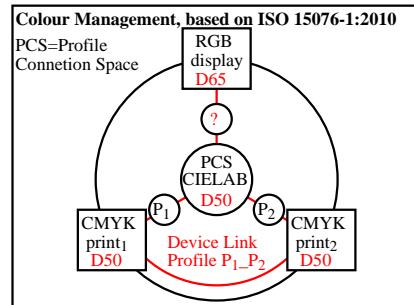 Colour Management, based on ISO 15076-1:2010
PCS=Profile
Connetion Space
RGB
display
D65
?
PCS
CIELAB
D50
P1
P2
CMYK
print1
D50
Device Link
Profile P1_P2
CMYK
print2
D50